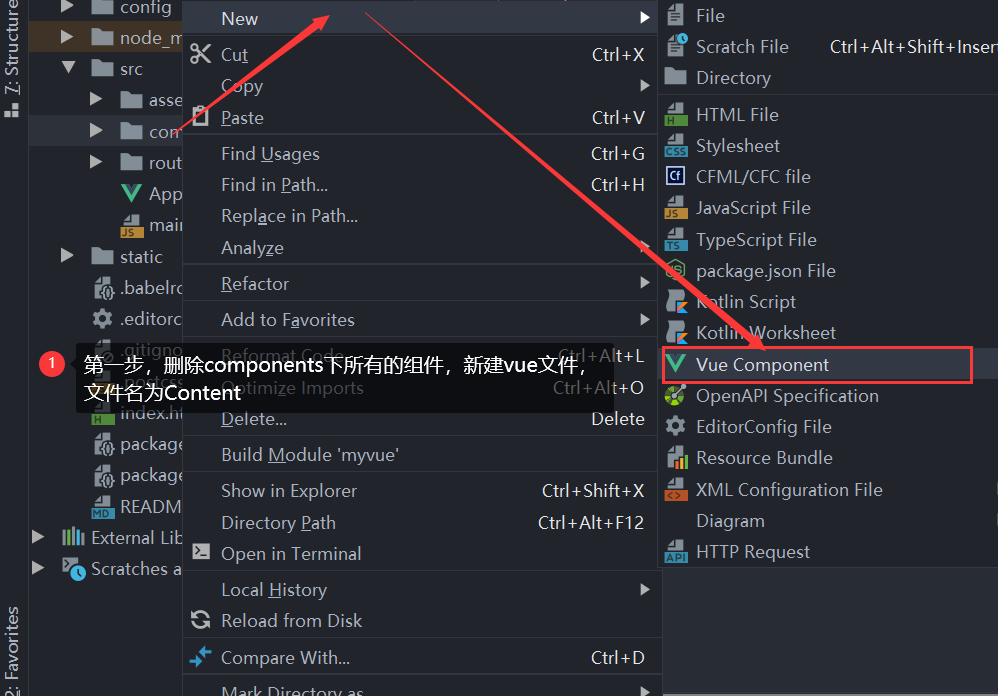 7: Structure
config
node_m
src
asse
com
rout
App
main
static
.babelrc
.editorc
.gitigno
.postcss
index.ht
package
package
READM
External Lib
Scratches a
2: Favorites
1
第一步，删除components下所有的组件，新建vue文件，
文件名为Content
New
Cut Ctrl+X
Copy
Paste Ctrl+V
Find Usages Ctrl+G
Find in Path... Ctrl+H
Replace in Path...
Analyze
Refactor
Add to Favorites
Reformat Code Ctrl+Alt+L
Optimize Imports Ctrl+Alt+O
Delete... Delete
Build Module 'myvue'
Show in Explorer Ctrl+Shift+X
Directory Path Ctrl+Alt+F12
Open in Terminal
Local History
Reload from Disk
Compare With... Ctrl+D
Mark Directory as
File
Scratch File Ctrl+Alt+Shift+Inser
Directory
HTML File
Stylesheet
CFML/CFC file
JavaScript File
TypeScript File
package.json File
Kotlin Script
Kotlin Worksheet
Vue Component
OpenAPI Specification
EditorConfig File
Resource Bundle
XML Configuration File
Diagram
HTTP Request